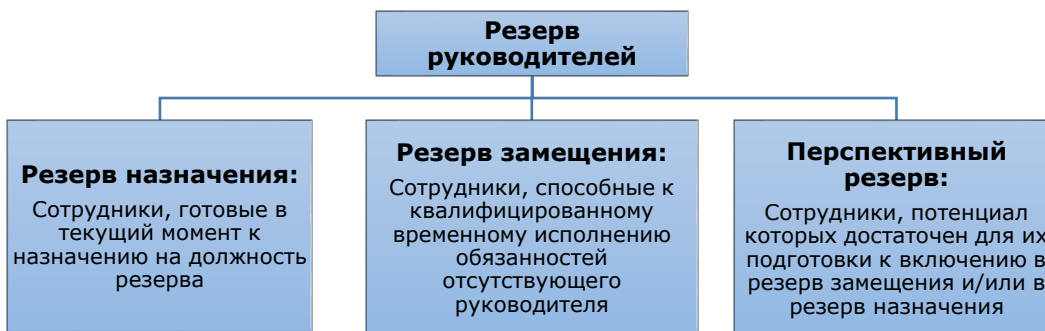 Резерв
руководителей
Резерв назначения:
Сотрудники, готовые в
текущий момент к
назначению на должность
резерва
Резерв замещения:
Сотрудники, способные к
квалифицированному
временному исполнению
обязанностей
отсутствующего
руководителя
Перспективный
резерв:
Сотрудники, потенциал
которых достаточен для их
подготовки к включению в
резерв замещения и/или в
резерв назначения